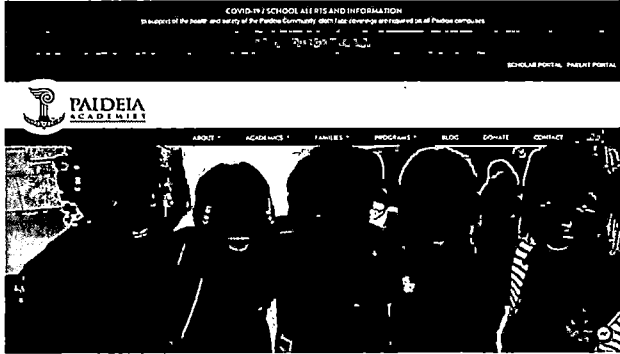 COVID-19 / SCHOOL ALERTS AND INFORMATION
In support of the health and safety of the Paideia Community, cloth face coverings are required on all Paideia campuses
SCHOLAR PORTAL PARENT PORTAL
PAIDEIA
ACADEMIES
ABOUT ACADEMICS FAMILIES PROGRAMS BLOG DONATE CONTACT